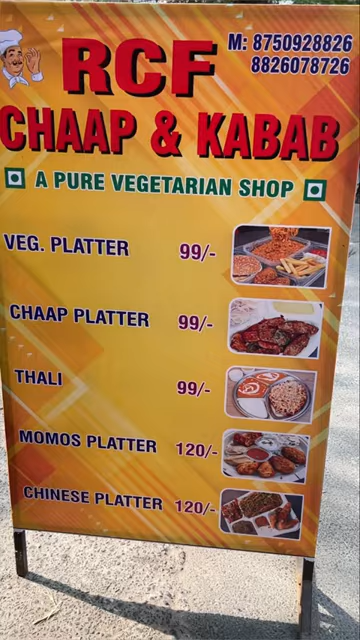 RCF
M: 8750928826
8826078726
CHAAP & KABAB
A PURE VEGETARIAN SHOP
VEG. PLATTER 99/-
CHAAP PLATTER 99/-
THALI 99/-
MOMOS PLATTER 120/-
CHINESE PLATTER 120/-